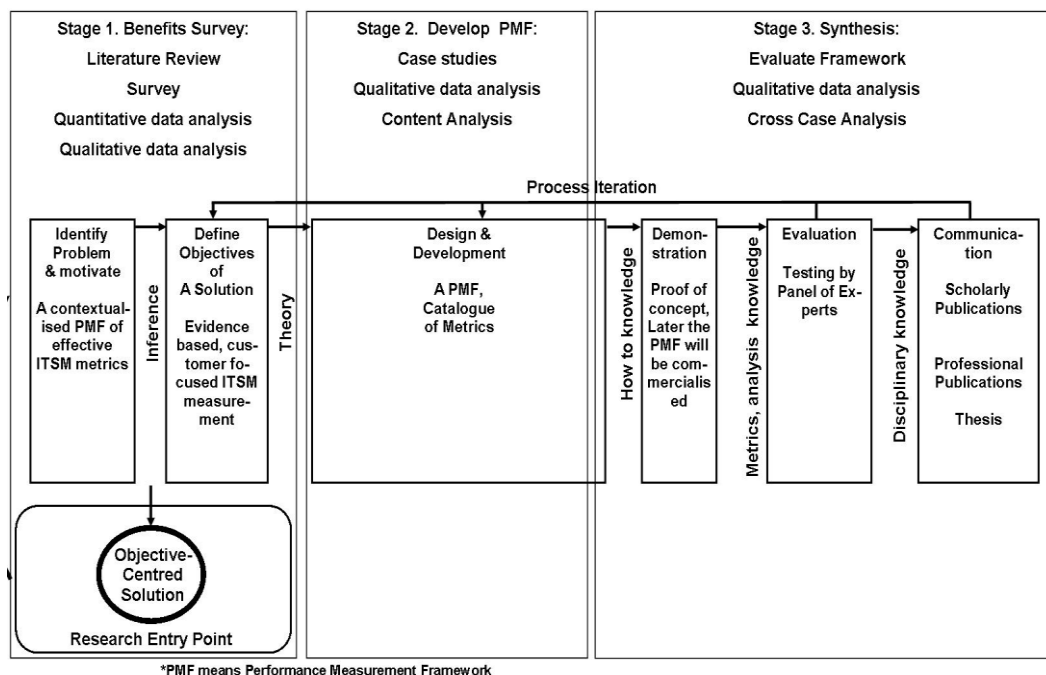 Stage 1. Benefits Survey:
Literature Review
Survey
Quantitative data analysis
Qualitative data analysis
Stage 2. Develop PMF:
Case studies
Qualitative data analysis
Content Analysis
Stage 3. Synthesis:
Evaluate Framework
Qualitative data analysis
Cross Case Analysis
Process Iteration
Identify
Problem
& motivate
A contextual-
ised PMF of
effective
ITSM metrics
Inference
Define
Objectives
of
A Solution
Evidence
based, cus-
tomer fo-
cused ITSM
measure-
ment
Theory
Design &
Development
A PMF,
Catalogue
of Metrics
How to knowledge
Demon-
stration
Proof of
concept,
Later the
PMF will
be com-
mercialis
ed
Metrics, analysis knowledge
Evaluation
Testing by
Panel of Ex-
perts
Disciplinary knowledge
Communica-
tion
Scholarly
Publications
Professional
Publications
Thesis
Objective-
Centred
Solution
Research Entry Point
*PMF means Performance Measurement Framework